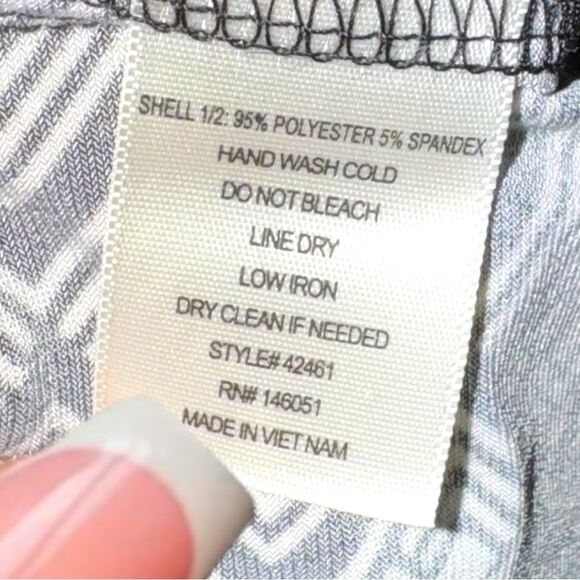 SHELL 1/2: 95% POLYESTER 5% SPANDEX
HAND WASH COLD
DO NOT BLEACH
LINE DRY
LOW IRON
DRY CLEAN IF NEEDED
STYLE# 42461
RN# 146051
MADE IN VIET NAM